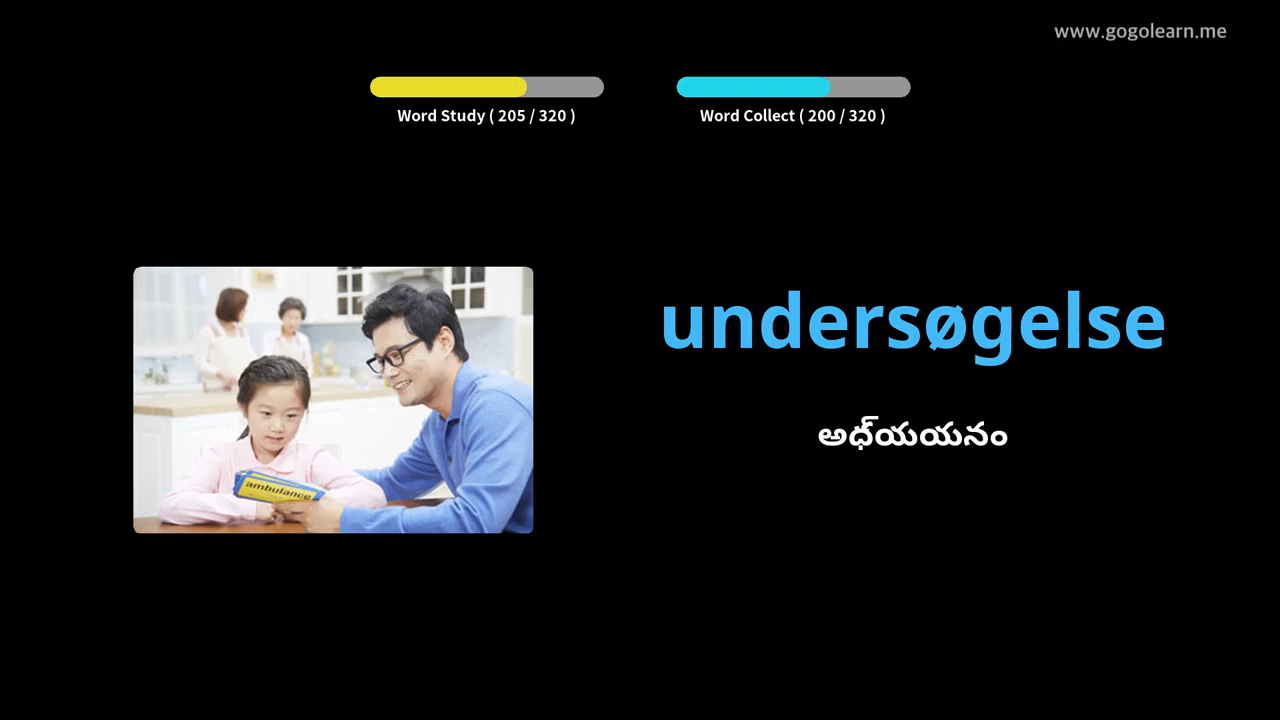 www.gogolearn.me
Word Study ( 205 / 320 )
Word Collect ( 200 / 320 )
undersøgelse
అధ్యయనం
ambulance